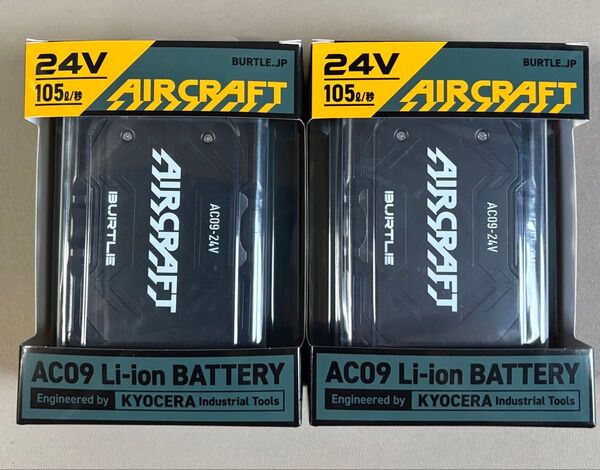 24V
BURTLE.JP
105ℓ/秒
AIRCRAFT
AIRCRAFT
BURTLE
AC09-24V
AC09 Li-ion BATTERY
Engineered by KYOCERA Industrial Tools
24V
BURTLE.JP
105ℓ/秒
AIRCRAFT
AIRCRAFT
BURTLE
AC09-24V
AC09 Li-ion BATTERY
Engineered by KYOCERA Industrial Tools